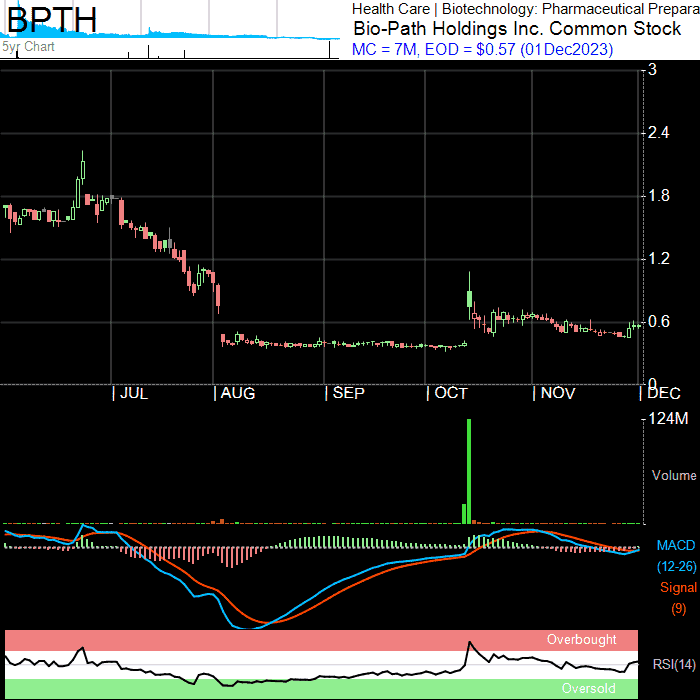 BPTH
5yr Chart
Health Care | Biotechnology: Pharmaceutical Prepara
Bio-Path Holdings Inc. Common Stock
MC = 7M, EOD = $0.57 (01Dec2023)
3
2.4
1.8
1.2
0.6
0
| JUL | AUG | SEP | OCT | NOV | DEC
124M
Volume
MACD
(12-26)
Signal
(9)
Overbought
RSI(14)
Oversold